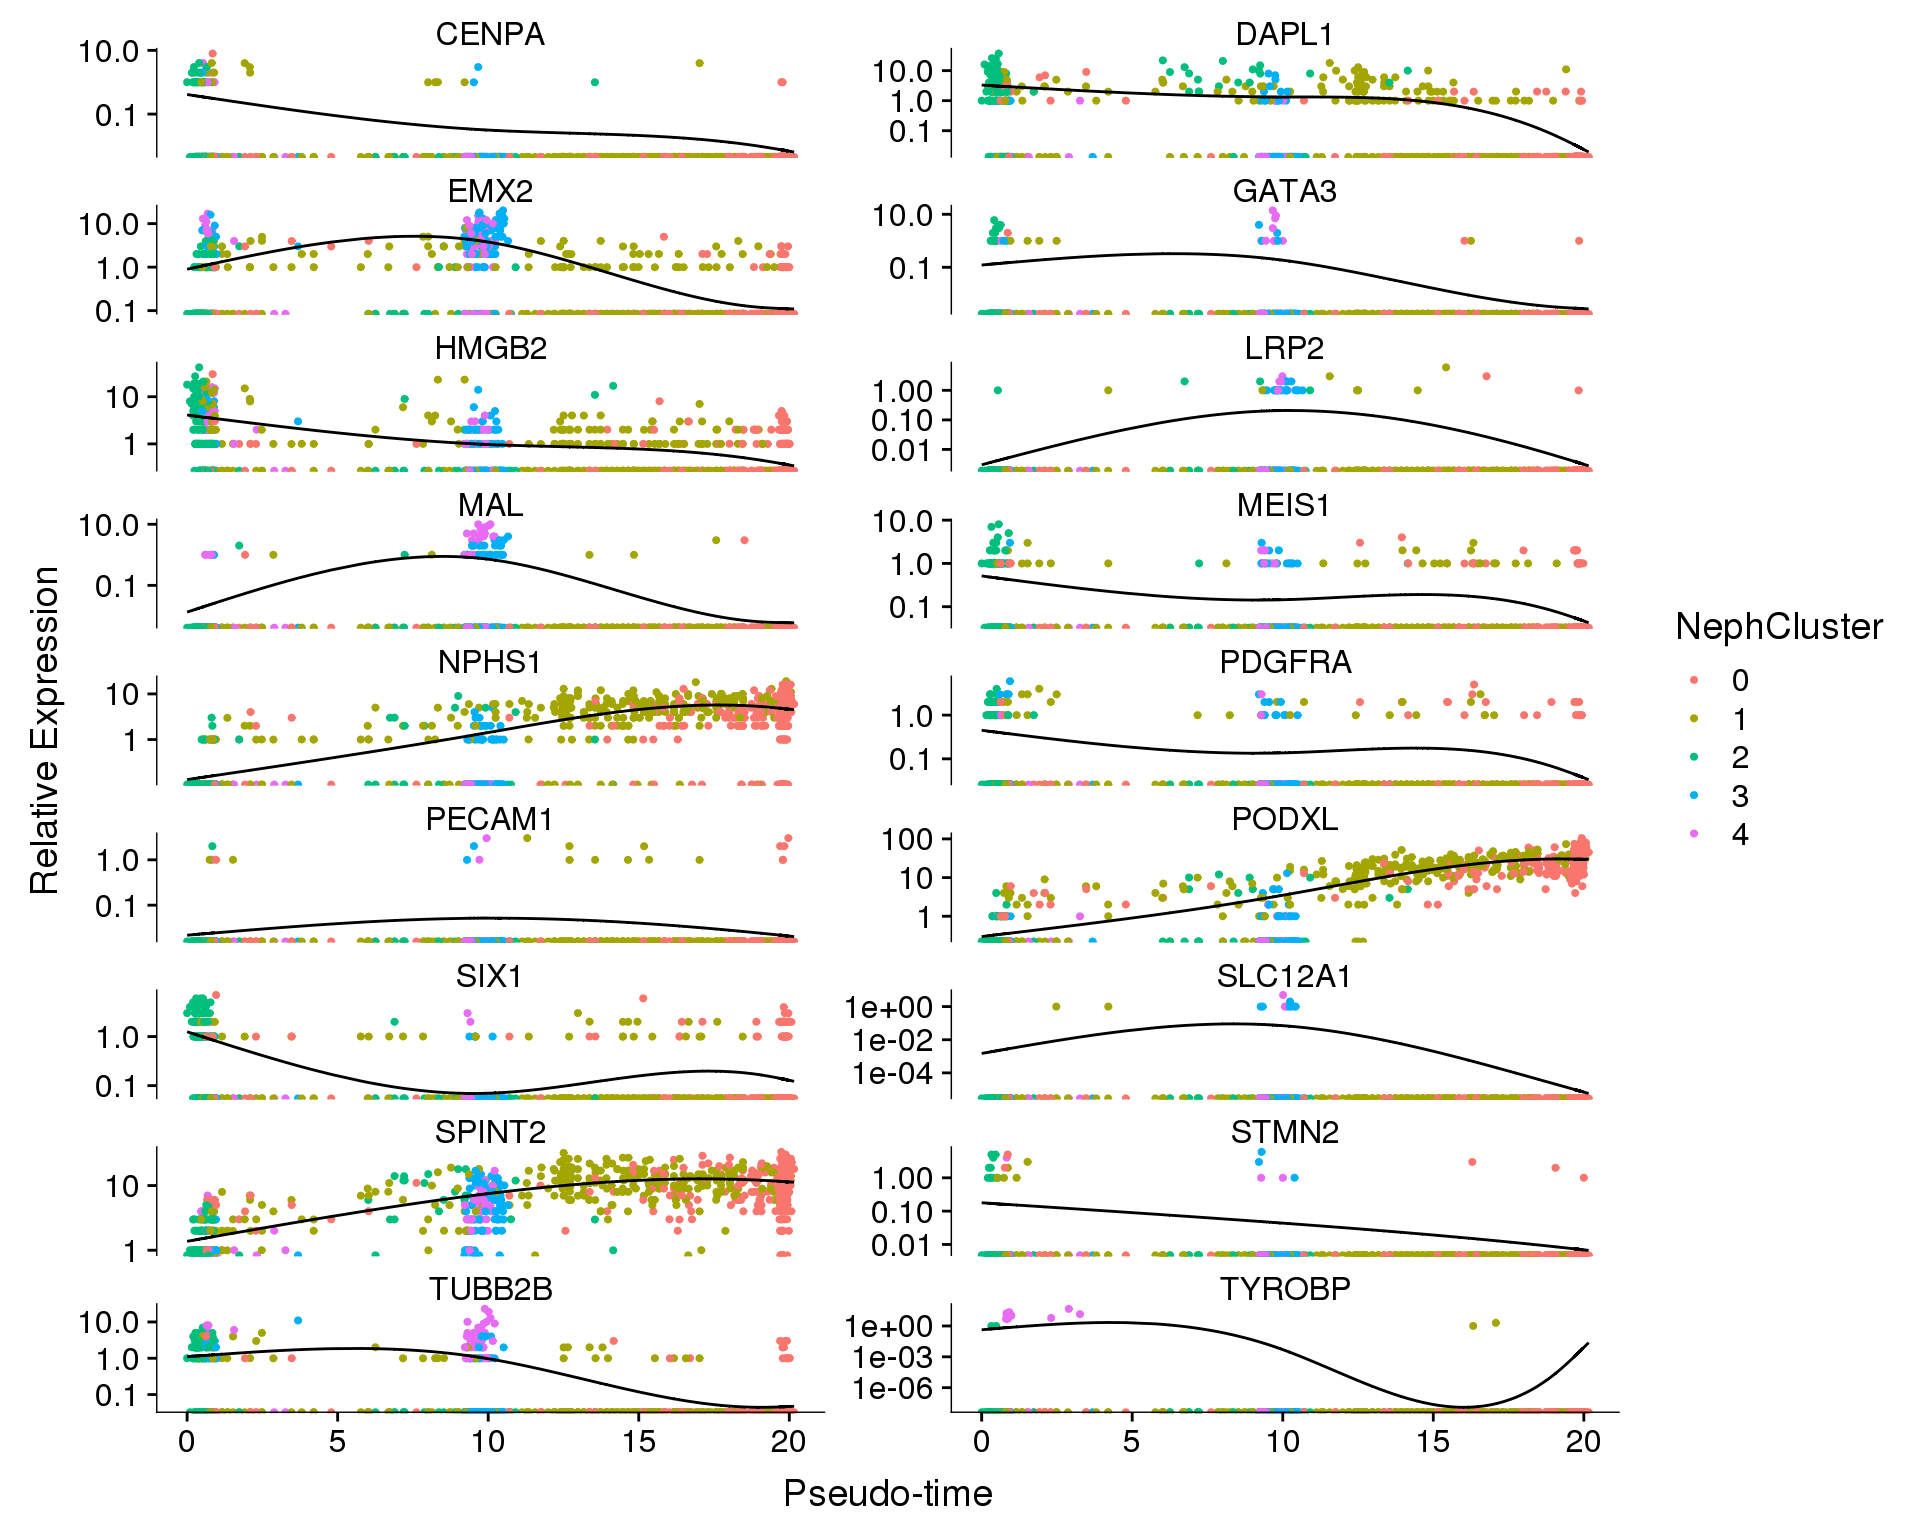 CENPA
10.0
0.1
DAPL1
10.0
1.0
0.1
EMX2
10.0
1.0
0.1
GATA3
10.0
0.1
HMGB2
10
1
LRP2
1.00
0.10
0.01
MAL
10.0
0.1
MEIS1
10.0
1.0
0.1
NPHS1
10
1
PDGFRA
1.0
0.1
PECAM1
1.0
0.1
PODXL
100
10
1
SIX1
1.0
0.1
SLC12A1
1e+00
1e-02
1e-04
SPINT2
10
1
STMN2
1.00
0.10
0.01
TUBB2B
10.0
1.0
0.1
TYROBP
1e+00
1e-03
1e-06
0 5 10 15 20
0 5 10 15 20
Pseudo-time
Relative Expression
NephCluster
0
1
2
3
4